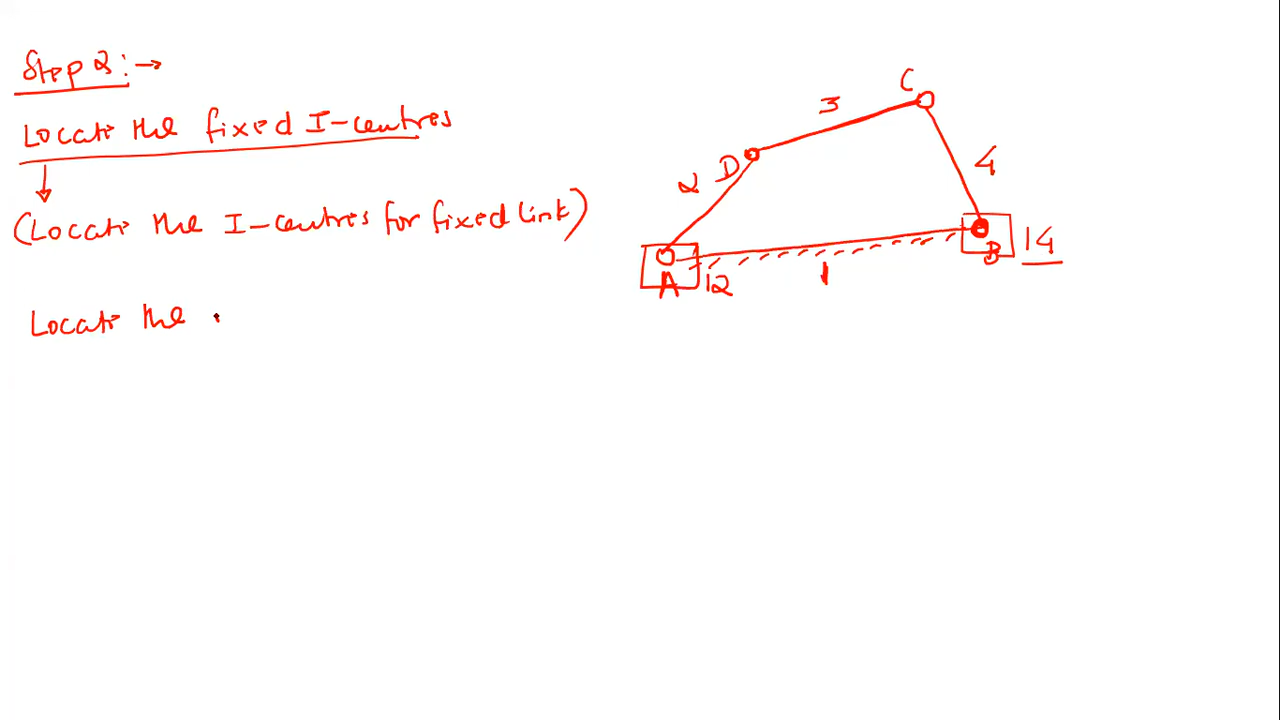 Step 2:→
Locate the fixed I-centres
(Locate the I-centres for fixed link)
Locate the
C
3
D
2
4
A
12
1
B
14